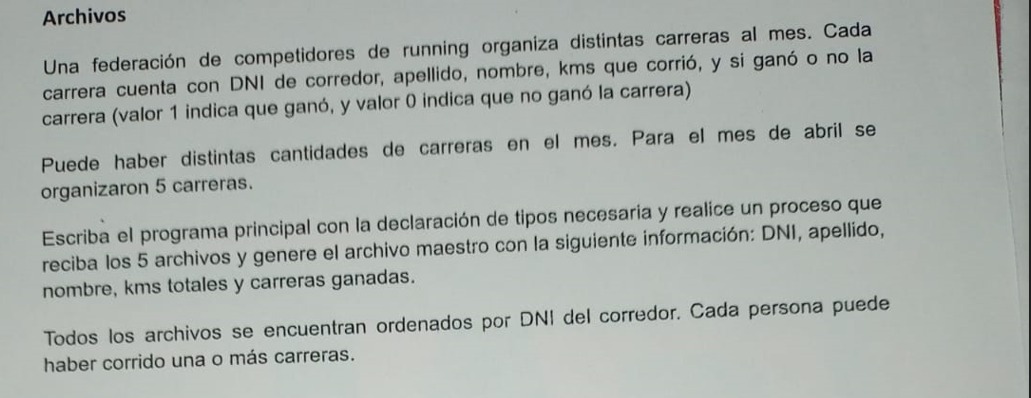 Archivos
Una federación de competidores de running organiza distintas carreras al mes. Cada
carrera cuenta con DNI de corredor, apellido, nombre, kms que corrió, y si ganó o no la
carrera (valor 1 indica que ganó, y valor 0 indica que no ganó la carrera)
Puede haber distintas cantidades de carreras en el mes. Para el mes de abril se
organizaron 5 carreras.
Escriba el programa principal con la declaración de tipos necesaria y realice un proceso que
reciba los 5 archivos y genere el archivo maestro con la siguiente información: DNI, apellido,
nombre, kms totales y carreras ganadas.
Todos los archivos se encuentran ordenados por DNI del corredor. Cada persona puede
haber corrido una o más carreras.